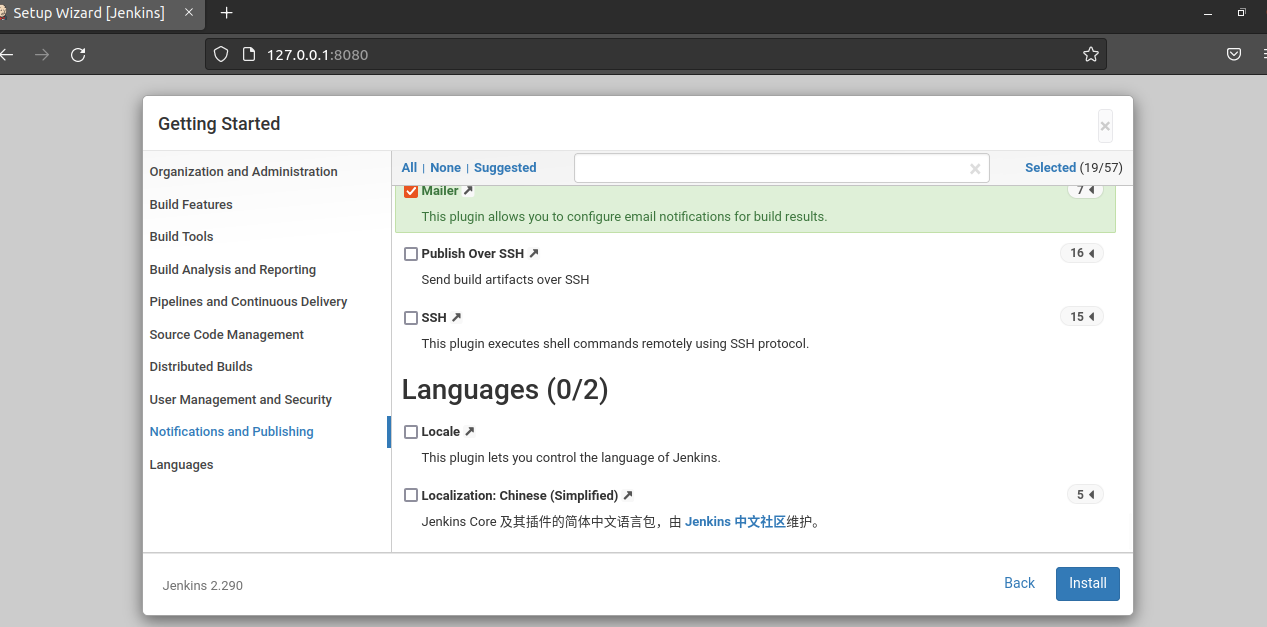 Setup Wizard [Jenkins]
127.0.0.1:8080
Getting Started
Organization and Administration
Build Features
Build Tools
Build Analysis and Reporting
Pipelines and Continuous Delivery
Source Code Management
Distributed Builds
User Management and Security
Notifications and Publishing
Languages
All | None | Suggested
Selected (19/57)
Mailer 7
This plugin allows you to configure email notifications for build results.
Publish Over SSH 16
Send build artifacts over SSH
SSH 15
This plugin executes shell commands remotely using SSH protocol.
Languages (0/2)
Locale
This plugin lets you control the language of Jenkins.
Localization: Chinese (Simplified) 5
Jenkins Core 及其插件的简体中文语言包，由 Jenkins 中文社区维护。
Jenkins 2.290
Back
Install